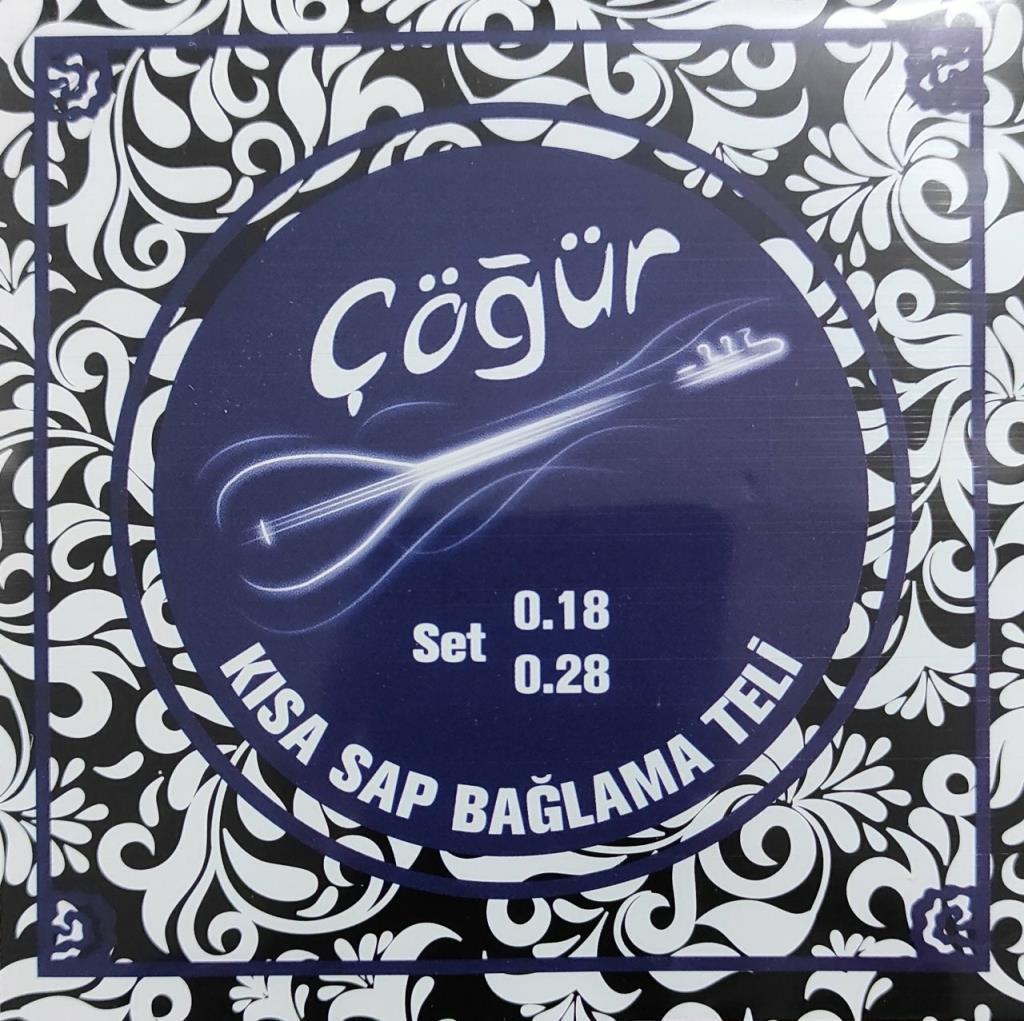 Çöğür
Set 0.18
0.28
KISA SAP BAĞLAMA TELİ